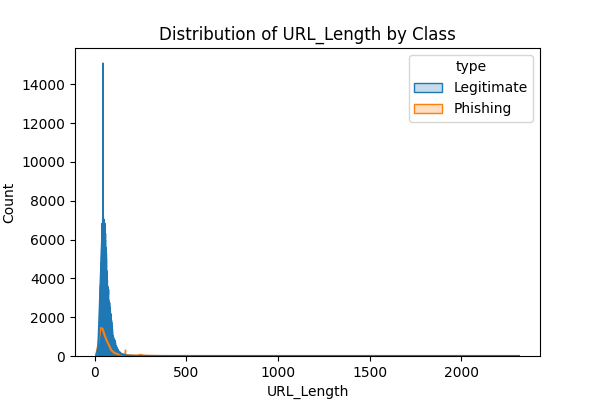 Distribution of URL_Length by Class
type
Legitimate
Phishing
Count
14000
12000
10000
8000
6000
4000
2000
0
0 500 1000 1500 2000
URL_Length